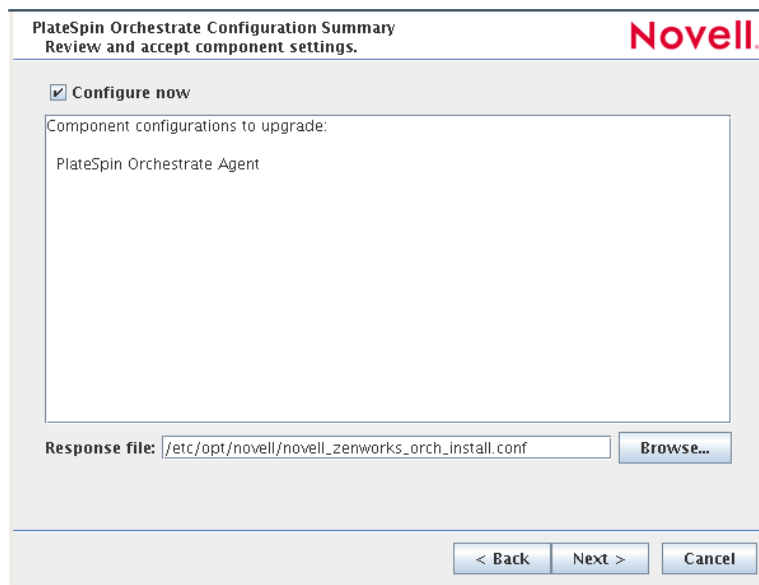 PlateSpin Orchestrate Configuration Summary
Review and accept component settings.
Novell.
Configure now
Component configurations to upgrade:
PlateSpin Orchestrate Agent
Response file: /etc/opt/novell/novell_zenworks_orch_install.conf Browse...
< Back Next > Cancel